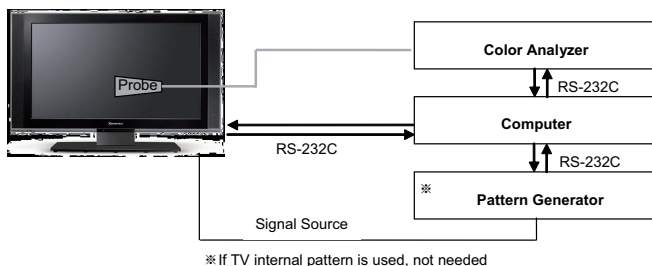 Probe
Color Analyzer
RS-232C
Computer
RS-232C
RS-232C
※
Pattern Generator
Signal Source
※If TV internal pattern is used, not needed